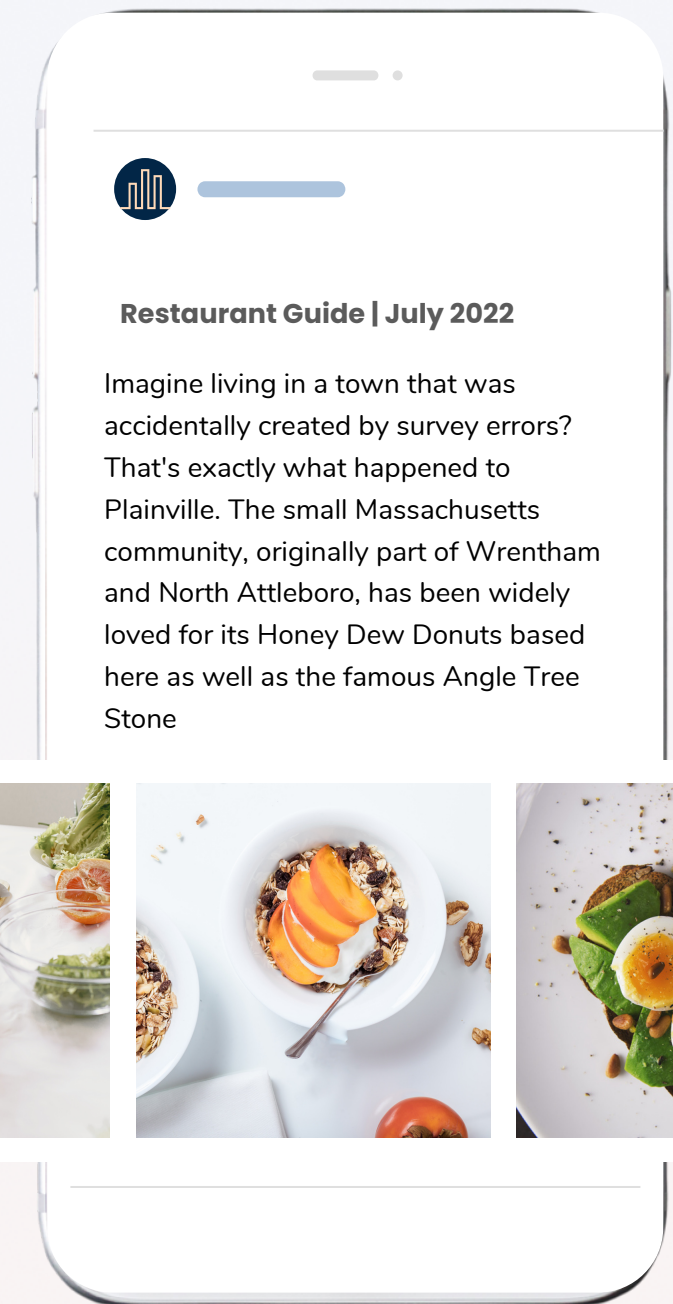 Restaurant Guide | July 2022
Imagine living in a town that was
accidentally created by survey errors?
That's exactly what happened to
Plainville. The small Massachusetts
community, originally part of Wrentham
and North Attleboro, has been widely
loved for its Honey Dew Donuts based
here as well as the famous Angle Tree
Stone